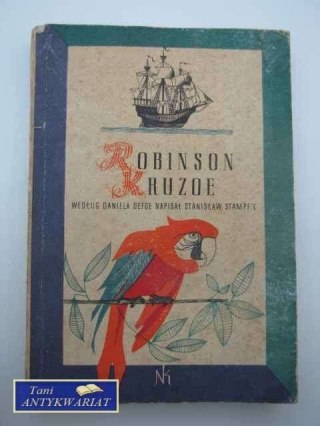 ROBINSON
KRUZOE
WEDŁUG DANIELA DEFOE NAPISAŁ STANISŁAW STAMPF'L
NK
Tani
ANTYKWARIAT